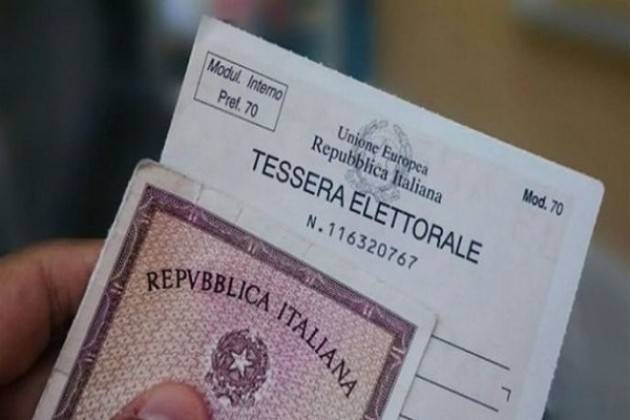 Modul. Interno
Pref. 70
Unione Europea
Repubblica Italiana
Mod. 70
TESSERA ELETTORALE
N.116320767
REPVBBLICA ITALIANA